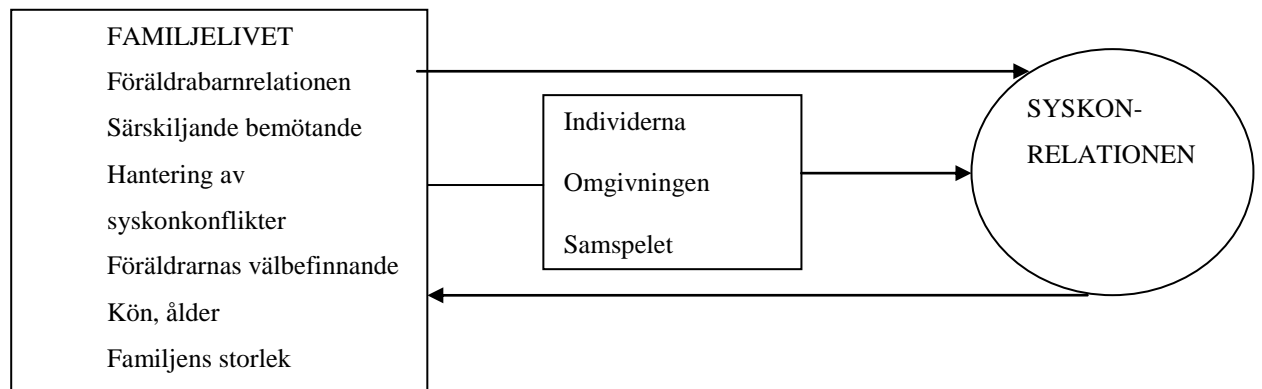 FAMILJELIVET
Föräldrabarnrelationen
Särskiljande bemötande
Hantering av
syskonkonflikter
Föräldrarnas välbefinnande
Kön, ålder
Familjens storlek
Individerna
Omgivningen
Samspelet
SYSKON-
RELATIONEN